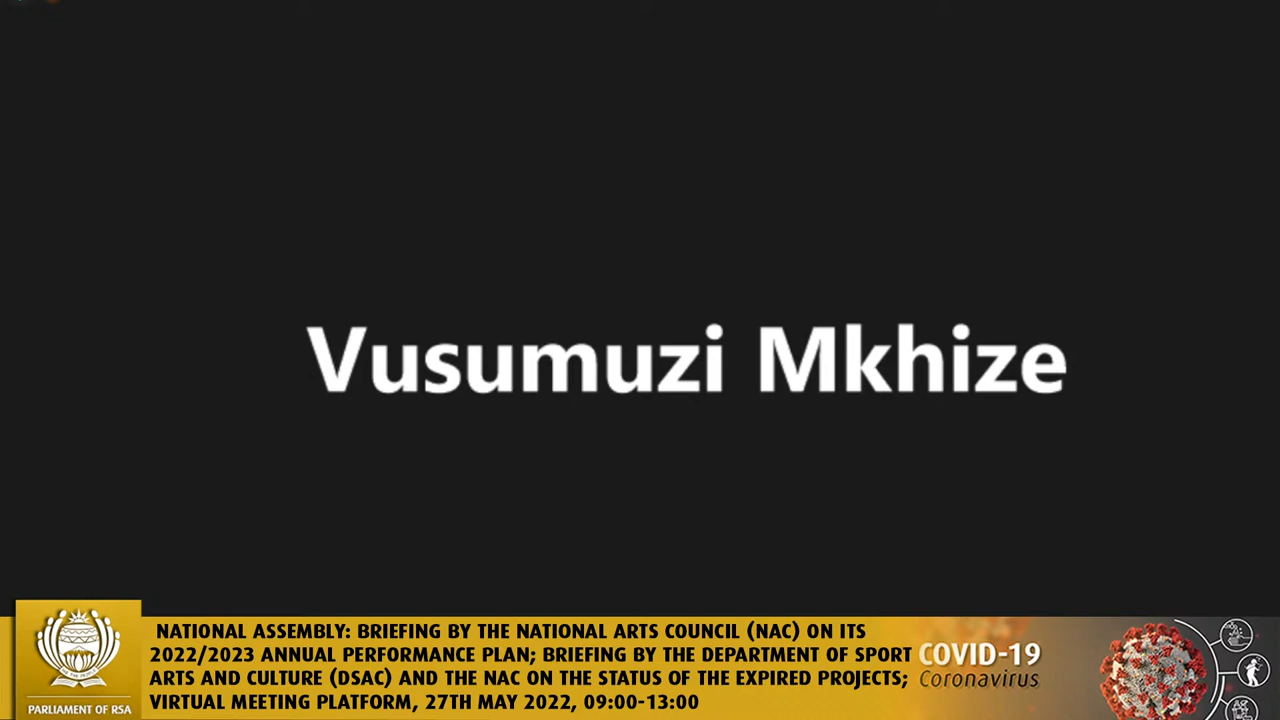 Vusumuzi Mkhize
NATIONAL ASSEMBLY: BRIEFING BY THE NATIONAL ARTS COUNCIL (NAC) ON ITS
2022/2023 ANNUAL PERFORMANCE PLAN; BRIEFING BY THE DEPARTMENT OF SPORT
ARTS AND CULTURE (DSAC) AND THE NAC ON THE STATUS OF THE EXPIRED PROJECTS;
VIRTUAL MEETING PLATFORM, 27TH MAY 2022, 09:00-13:00
COVID-19
Coronavirus
PARLIAMENT OF RSA